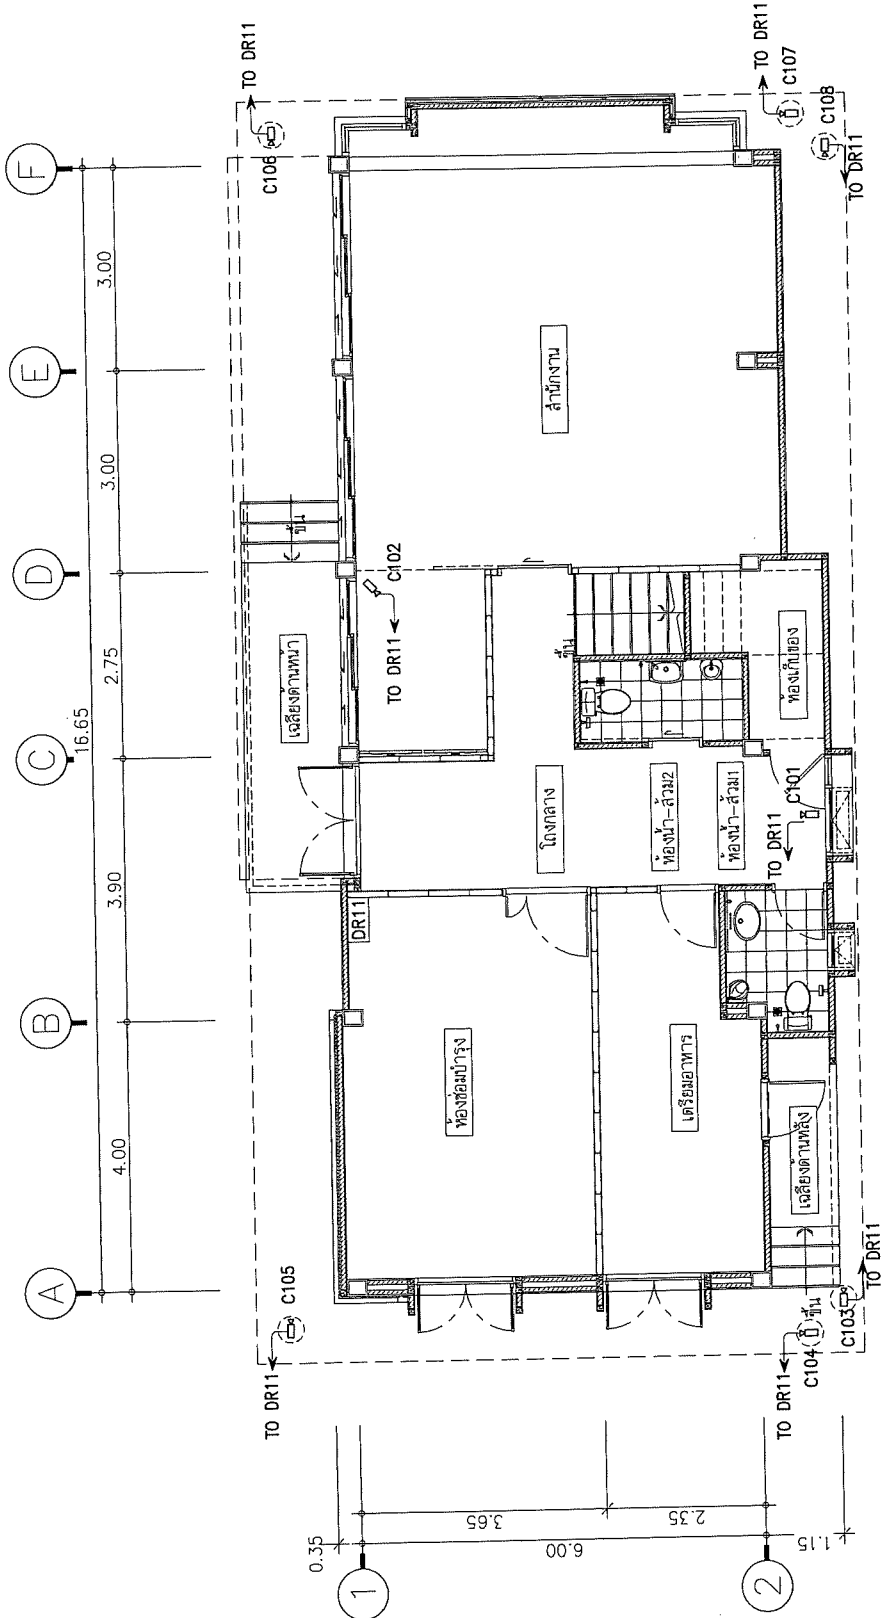 A
B
C
D
E
F
16.65
4.00
3.90
2.75
3.00
3.00
1
2
0.35
3.65
6.00
2.35
1.15
TO DR11
C105
TO DR11
C106
TO DR11
C107
C108
TO DR11
TO DR11
C104
C103
TO DR11
C102
TO DR11
C101
TO DR11
DR11
เฉลียงด้านหน้า
ขึ้น
สำนักงาน
โถงกลาง
ขึ้น
ห้องน้ำ-ส้วม2
ห้องน้ำ-ส้วม1
ห้องเก็บของ
ห้องซ่อมบำรุง
เตรียมอาหาร
เฉลียงด้านหลัง
ขึ้น